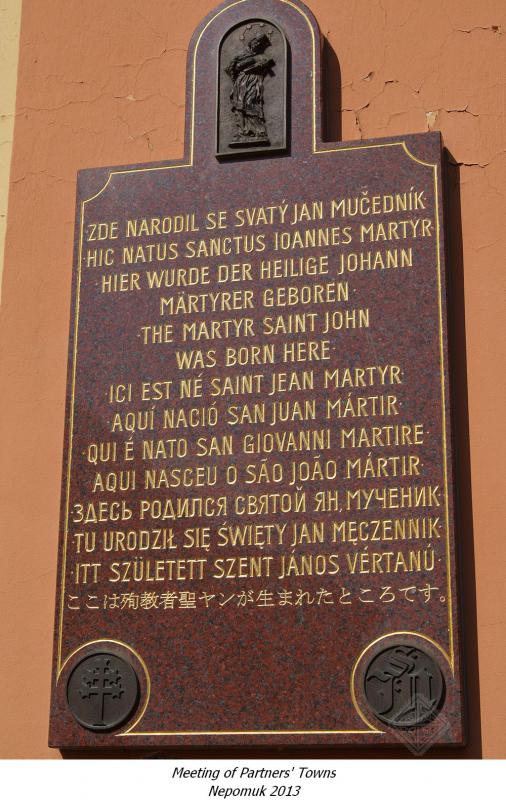 ZDE NARODIL SE SVATÝ JAN MUČEDNÍK·
·HIC NATUS SANCTUS IOANNES MARTYR·
·HIER WURDE DER HEILIGE JOHANN
MÄRTYRER GEBOREN·
·THE MARTYR SAINT JOHN
WAS BORN HERE·
ICI EST NÉ SAINT JEAN MARTYR·
·AQUÍ NACIÓ SAN JUAN MÁRTIR·
·QUI É NATO SAN GIOVANNI MARTIRE·
·AQUI NASCEU O SÃO JOÃO MÁRTIR·
·ЗДЕСЬ РОДИЛСЯ СВЯТОЙ ЯН, МУЧЕНИК·
·TU URODZIŁ SIĘ ŚWIĘTY JAN MĘCZENNIK·
·ITT SZÜLETETT SZENT JÁNOS VÉRTANÚ·
ここは殉教者聖ヤンが生まれたところです。
Meeting of Partners' Towns
Nepomuk 2013